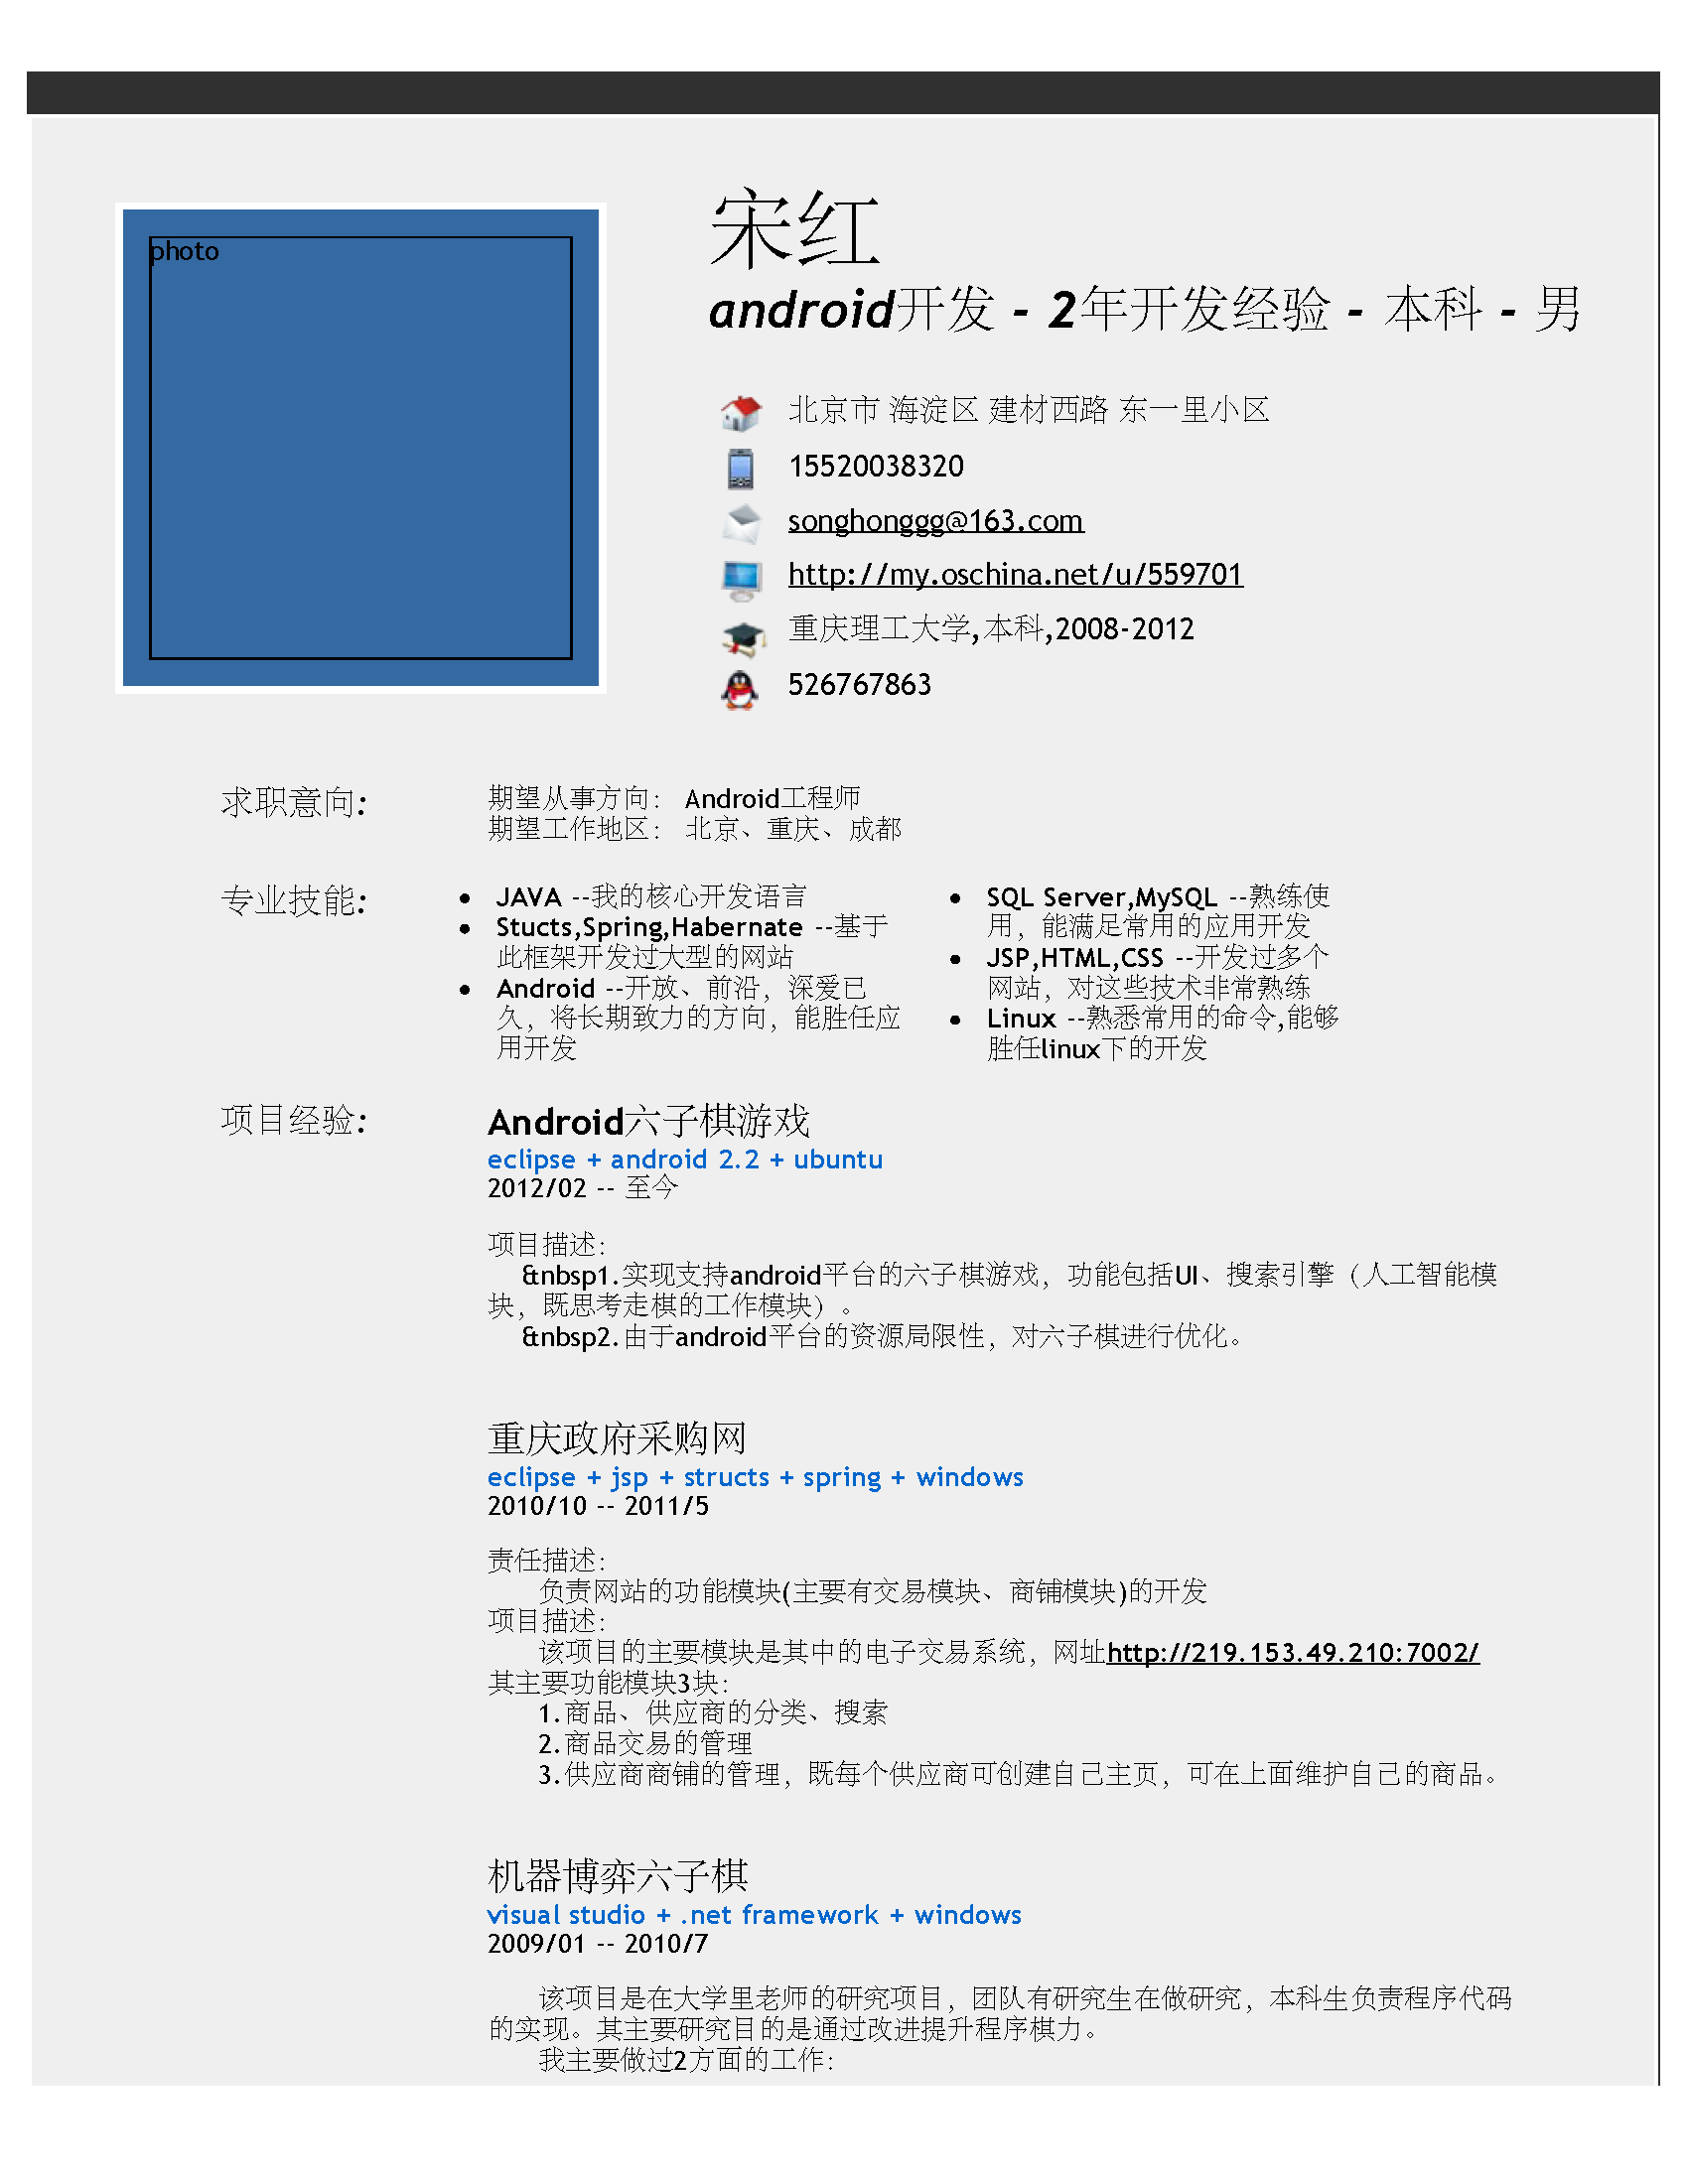 photo
宋红
android开发 - 2年开发经验 - 本科 - 男
北京市 海淀区 建材西路 东一里小区
15520038320
songhonggg@163.com
http://my.oschina.net/u/559701
重庆理工大学,本科,2008-2012
526767863
求职意向:
期望从事方向： Android工程师
期望工作地区： 北京、重庆、成都
专业技能:
JAVA --我的核心开发语言
Stucts,Spring,Habernate --基于
此框架开发过大型的网站
Android --开放、前沿，深爱已
久，将长期致力的方向，能胜任应
用开发
SQL Server,MySQL --熟练使
用，能满足常用的应用开发
JSP,HTML,CSS --开发过多个
网站，对这些技术非常熟练
Linux --熟悉常用的命令,能够
胜任linux下的开发
项目经验:
Android六子棋游戏
eclipse + android 2.2 + ubuntu
2012/02 -- 至今
项目描述：
&nbsp1.实现支持android平台的六子棋游戏，功能包括UI、搜索引擎（人工智能模
块，既思考走棋的工作模块）。
&nbsp2.由于android平台的资源局限性，对六子棋进行优化。
重庆政府采购网
eclipse + jsp + structs + spring + windows
2010/10 -- 2011/5
责任描述：
负责网站的功能模块(主要有交易模块、商铺模块)的开发
项目描述：
该项目的主要模块是其中的电子交易系统，网址http://219.153.49.210:7002/
其主要功能模块3块：
1.商品、供应商的分类、搜索
2.商品交易的管理
3.供应商商铺的管理，既每个供应商可创建自己主页，可在上面维护自己的商品。
机器博弈六子棋
visual studio + .net framework + windows
2009/01 -- 2010/7
该项目是在大学里老师的研究项目，团队有研究生在做研究，本科生负责程序代码
的实现。其主要研究目的是通过改进提升程序棋力。
我主要做过2方面的工作：